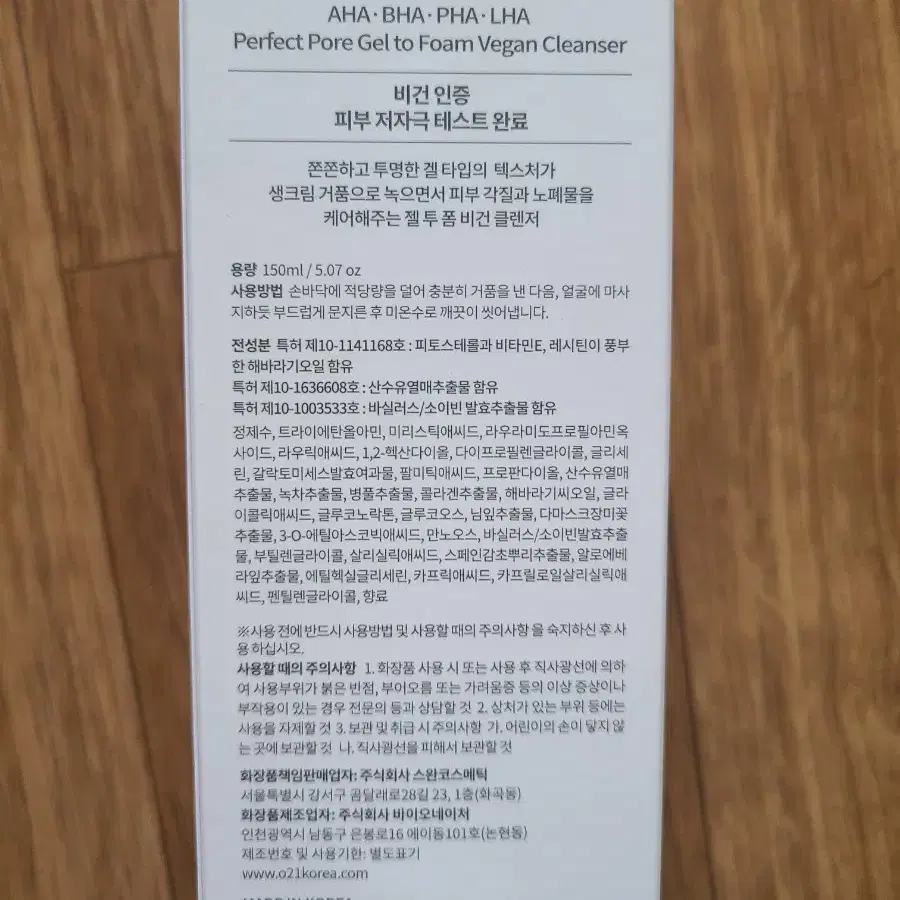 AHA·BHA·PHA·LHA
Perfect Pore Gel to Foam Vegan Cleanser
비건 인증
피부 저자극 테스트 완료
쫀쫀하고 투명한 겔 타입의 텍스처가
생크림 거품으로 녹으면서 피부 각질과 노폐물을
케어해주는 젤 투 폼 비건 클렌저
용량 150ml / 5.07 oz
사용방법 손바닥에 적당량을 덜어 충분히 거품을 낸 다음, 얼굴에 마사
지하듯 부드럽게 문지른 후 미온수로 깨끗이 씻어냅니다.
전성분 특허 제10-1141168호 : 피토스테롤과 비타민E, 레시틴이 풍부
한 해바라기오일 함유
특허 제10-1636608호 : 산수유열매추출물 함유
특허 제10-1003533호 : 바실러스/소이빈 발효추출물 함유
정제수, 트라이에탄올아민, 미리스틱애씨드, 라우라미도프로필아민옥
사이드, 라우릭애씨드, 1,2-헥산다이올, 다이프로필렌글라이콜, 글리세
린, 갈락토미세스발효여과물, 팔미틱애씨드, 프로판다이올, 산수유열매
추출물, 녹차추출물, 병풀추출물, 콜라겐추출물, 해바라기씨오일, 글라
이콜릭애씨드, 글루코노락톤, 글루코오스, 님잎추출물, 다마스크장미꽃
추출물, 3-O-에틸아스코빅애씨드, 만노오스, 바실러스/소이빈발효추출
물, 부틸렌글라이콜, 살리실릭애씨드, 스페인감초뿌리추출물, 알로에베
라잎추출물, 에틸헥실글리세린, 카프릭애씨드, 카프릴로일살리실릭애
씨드, 펜틸렌글라이콜, 향료
※사용 전에 반드시 사용방법 및 사용할 때의 주의사항 을 숙지하신 후 사
용 하십시오.
사용할 때의 주의사항 1. 화장품 사용 시 또는 사용 후 직사광선에 의하
여 사용부위가 붉은 반점, 부어오름 또는 가려움증 등의 이상 증상이나
부작용이 있는 경우 전문의 등과 상담할 것 2. 상처가 있는 부위 등에는
사용을 자제할 것 3. 보관 및 취급 시 주의사항 가. 어린이의 손이 닿지 않
는 곳에 보관할 것 나. 직사광선을 피해서 보관할 것
화장품책임판매업자: 주식회사 스완코스메틱
서울특별시 강서구 곰달래로28길 23, 1층(화곡동)
화장품제조업자: 주식회사 바이오네이처
인천광역시 남동구 은봉로16 에이동101호(논현동)
제조번호 및 사용기한: 별도표기
www.o21korea.com
MADE IN KOREA